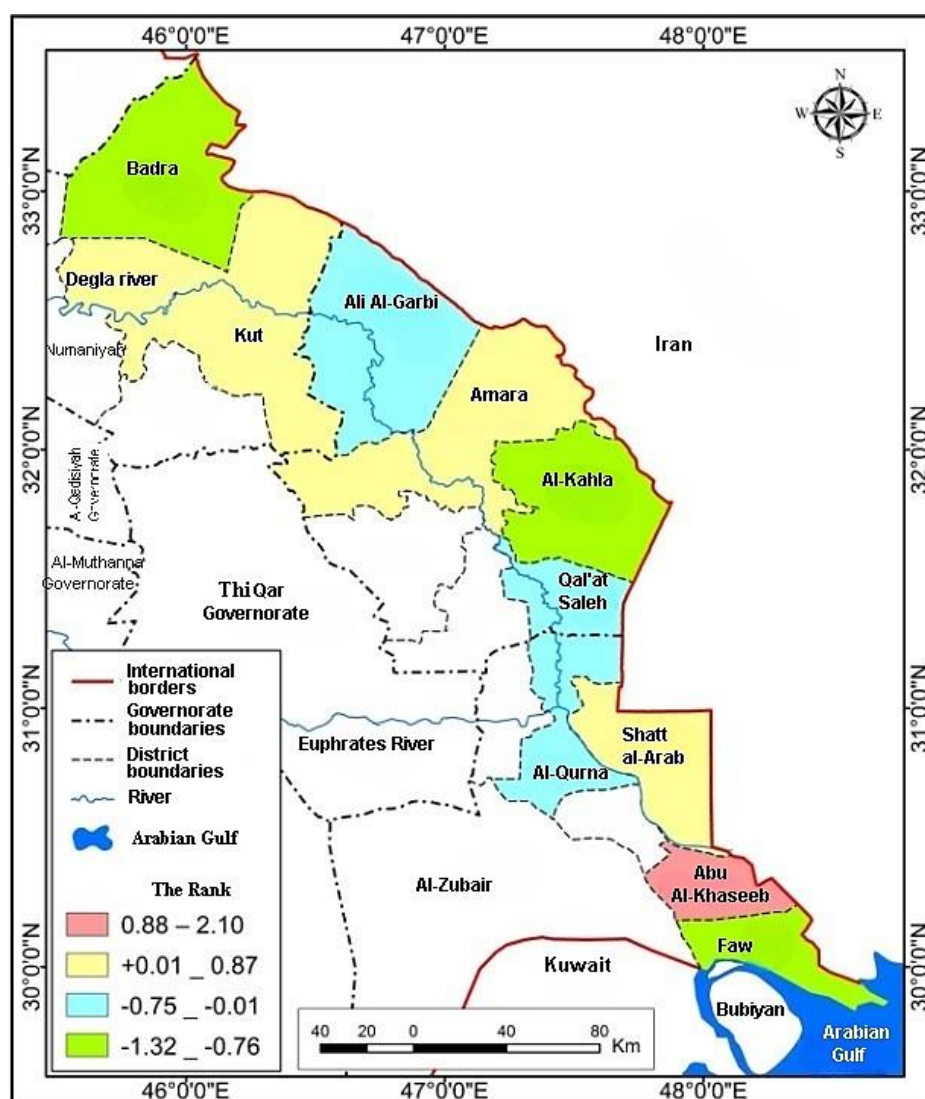 46°0'0"E 47°0'0"E 48°0'0"E
N
W E
S
33°0'0"N
33°0'0"N
32°0'0"N
32°0'0"N
31°0'0"N
31°0'0"N
30°0'0"N
30°0'0"N
Badra
Degla river
Kut
Numaniyah
Ali Al-Garbi
Iran
Amara
Al-Kahla
A-Qedisiyah
Governorate
Al-Muthanna
Governorate
Thi Qar
Governorate
Qal'at
Saleh
Shatt
al-Arab
Euphrates River
Al-Qurna
Al-Zubair
Abu
Al-Khaseeb
Faw
Kuwait
Bubiyan
Arabian
Gulf
International
borders
Governorate
boundaries
District
boundaries
River
Arabian Gulf
The Rank
0.88 – 2.10
+0.01 _ 0.87
-0.75 _ -0.01
-1.32 _ -0.76
40 20 0 40 80
Km
46°0'0"E 47°0'0"E 48°0'0"E